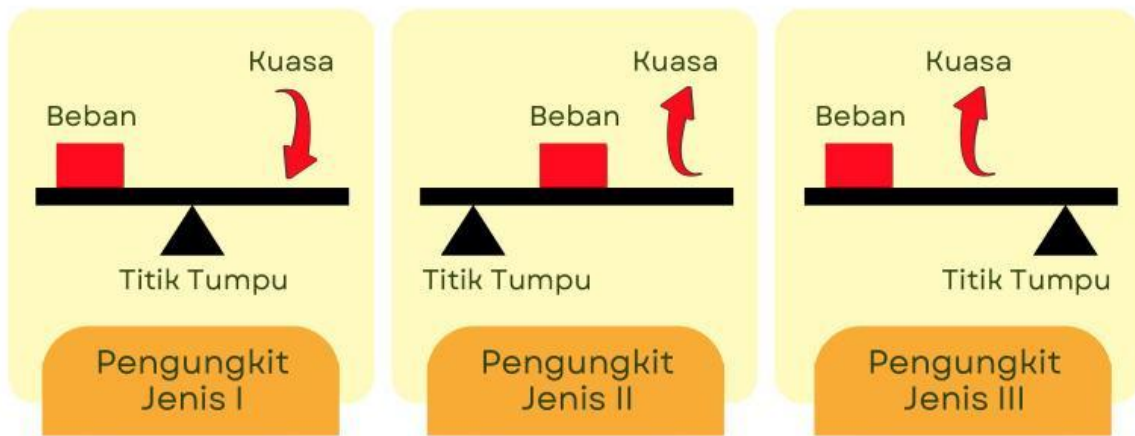 Kuasa
Beban
Titik Tumpu
Pengungkit
Jenis I
Kuasa
Beban
Titik Tumpu
Pengungkit
Jenis II
Kuasa
Beban
Titik Tumpu
Pengungkit
Jenis III